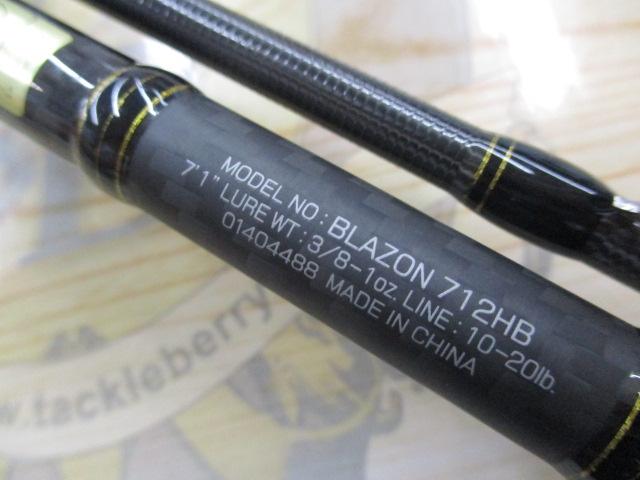 MODEL NO : BLAZON 712HB
7'1" LURE WT : 3/8-1oz. LINE : 10-20lb.
01404488 MADE IN CHINA
www.tackleberry